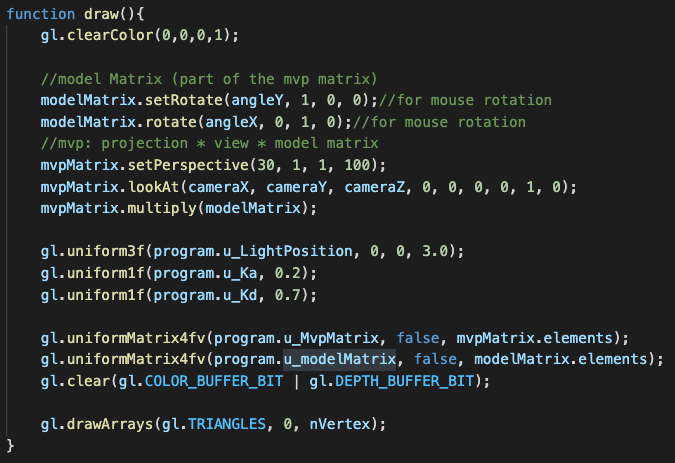 function draw(){
    gl.clearColor(0,0,0,1);

    //model Matrix (part of the mvp matrix)
    modelMatrix.setRotate(angleY, 1, 0, 0);//for mouse rotation
    modelMatrix.rotate(angleX, 0, 1, 0);//for mouse rotation
    //mvp: projection * view * model matrix
    mvpMatrix.setPerspective(30, 1, 1, 100);
    mvpMatrix.lookAt(cameraX, cameraY, cameraZ, 0, 0, 0, 0, 1, 0);
    mvpMatrix.multiply(modelMatrix);

    gl.uniform3f(program.u_LightPosition, 0, 0, 3.0);
    gl.uniform1f(program.u_Ka, 0.2);
    gl.uniform1f(program.u_Kd, 0.7);

    gl.uniformMatrix4fv(program.u_MvpMatrix, false, mvpMatrix.elements);
    gl.uniformMatrix4fv(program.u_modelMatrix, false, modelMatrix.elements);
    gl.clear(gl.COLOR_BUFFER_BIT | gl.DEPTH_BUFFER_BIT);

    gl.drawArrays(gl.TRIANGLES, 0, nVertex);
}